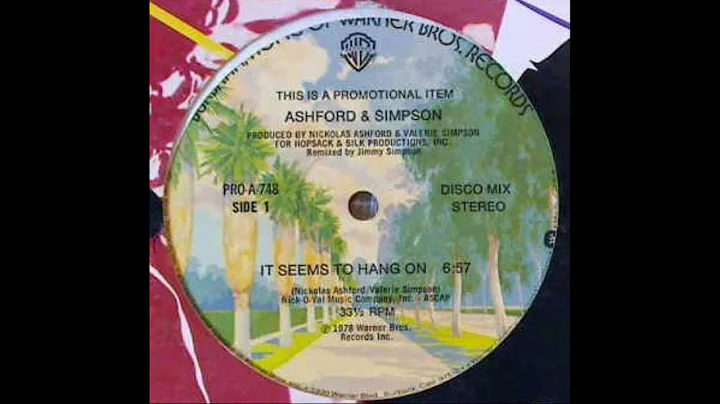 OF WARNER BROS. RECORDS
THIS IS A PROMOTIONAL ITEM
ASHFORD & SIMPSON
PRODUCED BY NICKOLAS ASHFORD & VALERIE SIMPSON
FOR HOPSACK & SILK PRODUCTIONS, INC.
Remixed by Jimmy Simpson
PRO-A-748
SIDE 1
DISCO MIX
STEREO
IT SEEMS TO HANG ON 6:57
(Nickolas Ashford/Valerie Simpson)
Nick-O-Val Music Company, Inc. - ASCAP
33⅓ RPM
℗ 1978 Warner Bros.
Records Inc.